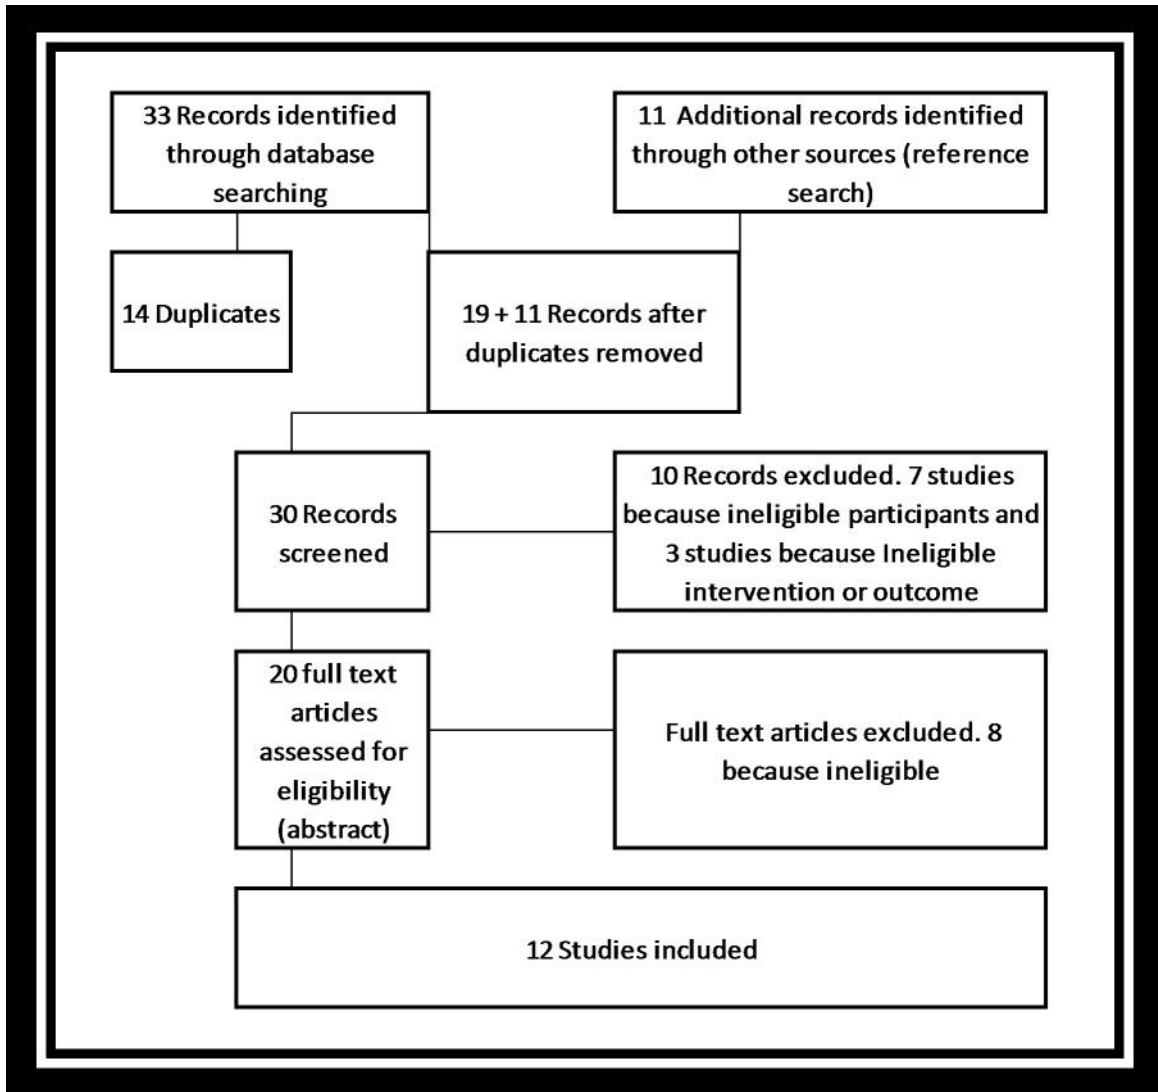 33 Records identified
through database
searching
11 Additional records identified
through other sources (reference
search)
14 Duplicates
19 + 11 Records after
duplicates removed
30 Records
screened
10 Records excluded. 7 studies
because ineligible participants and
3 studies because Ineligible
intervention or outcome
20 full text
articles
assessed for
eligibility
(abstract)
Full text articles excluded. 8
because ineligible
12 Studies included